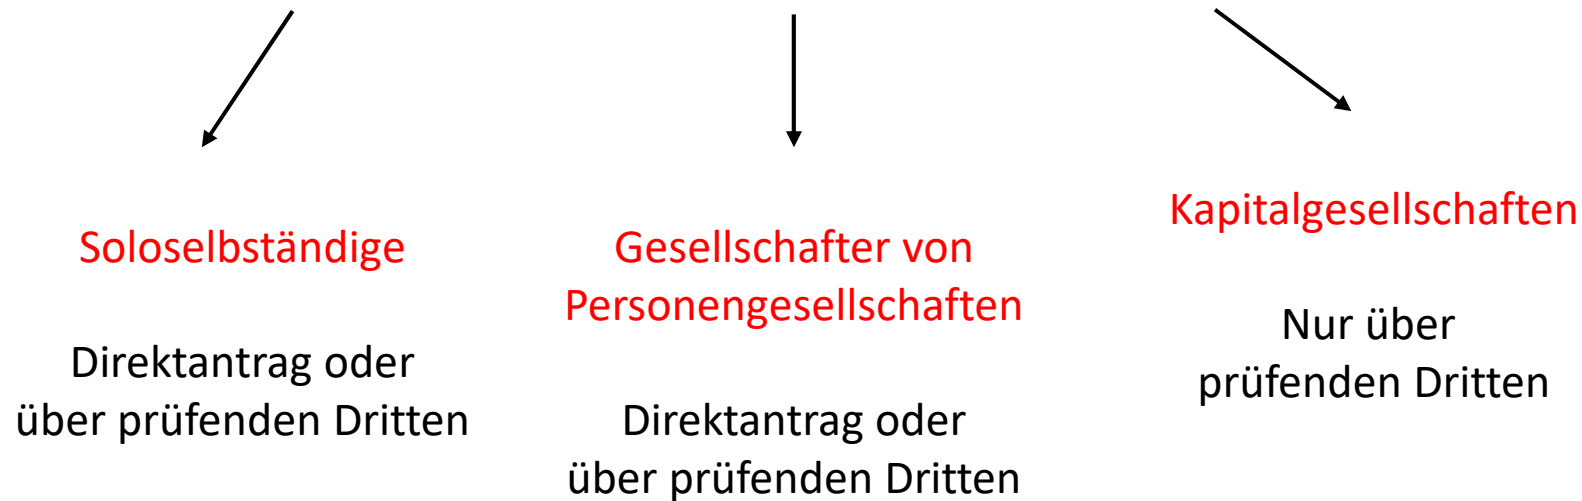 Soloselbständige
Direktantrag oder
über prüfenden Dritten
Gesellschafter von
Personengesellschaften
Direktantrag oder
über prüfenden Dritten
Kapitalgesellschaften
Nur über
prüfenden Dritten